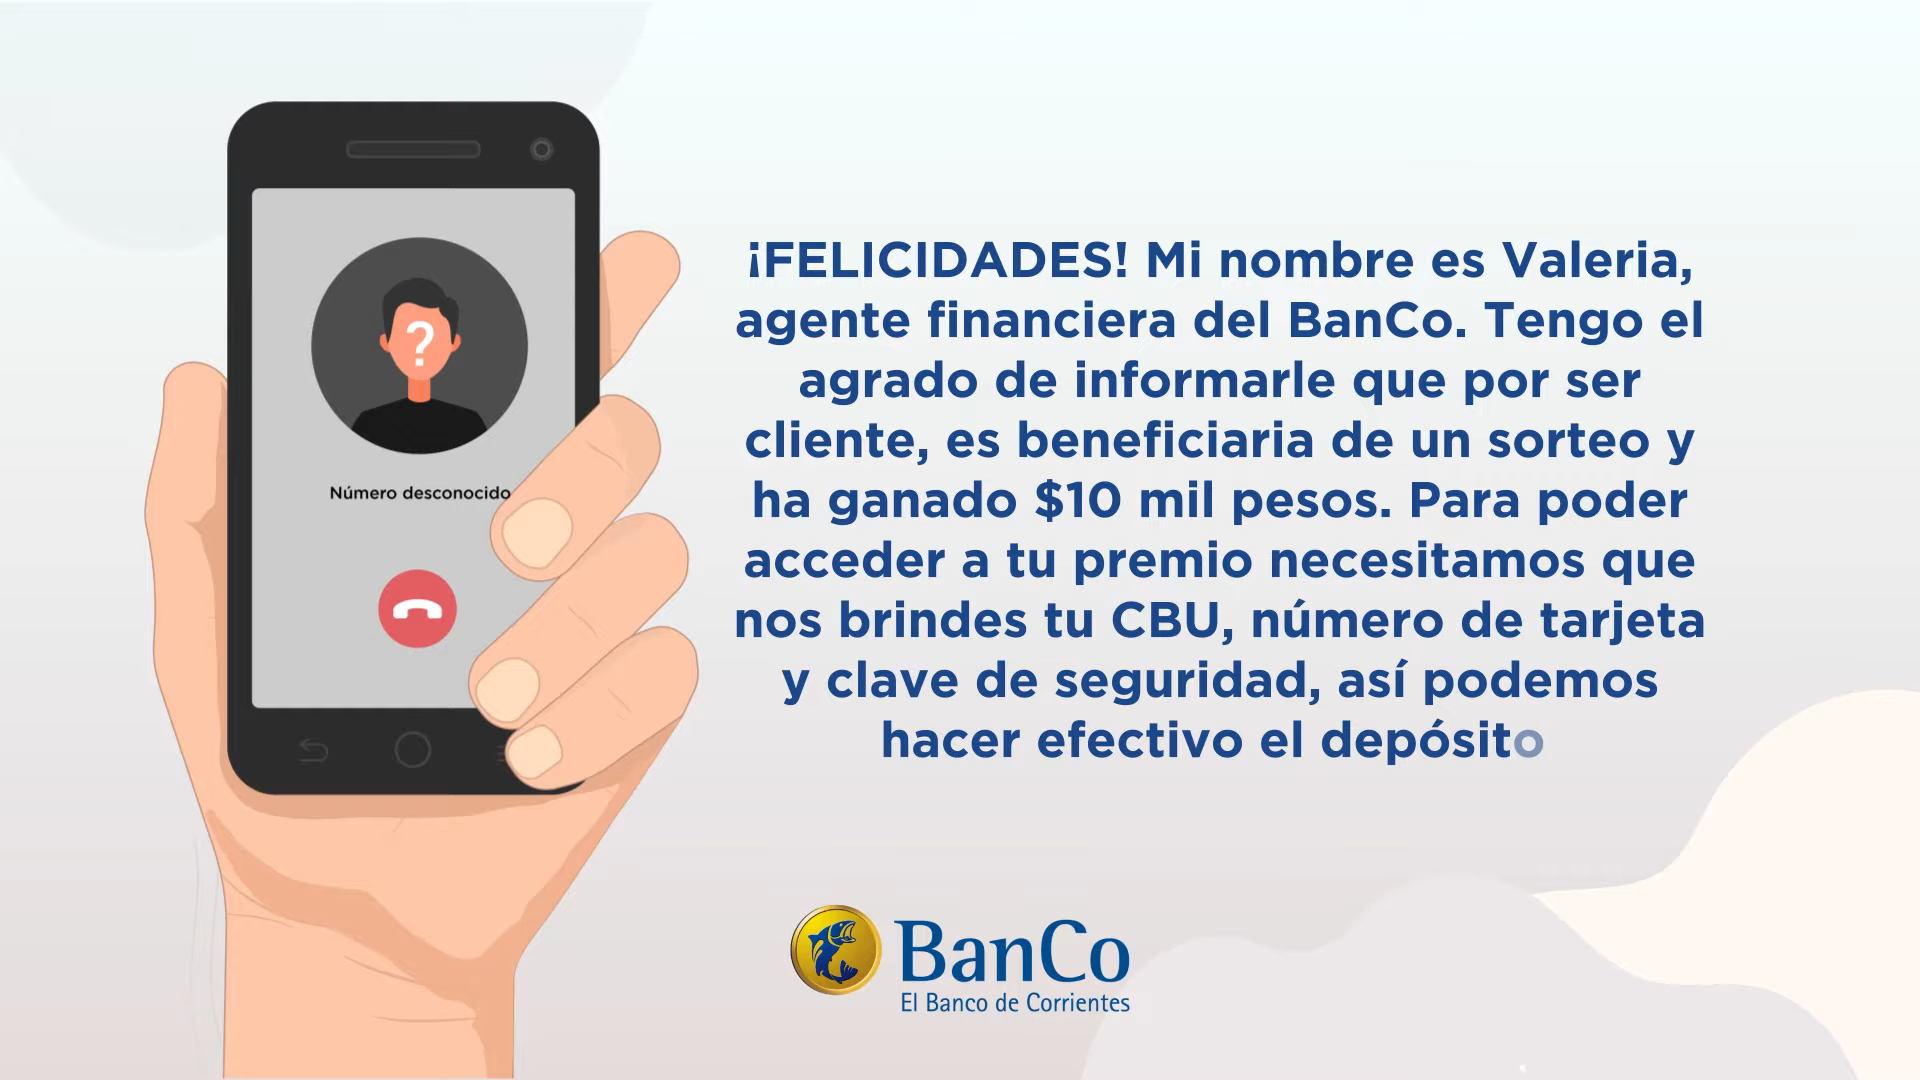 ¡FELICIDADES! Mi nombre es Valeria,
agente financiera del BanCo. Tengo el
agrado de informarle que por ser
cliente, es beneficiaria de un sorteo y
ha ganado $10 mil pesos. Para poder
acceder a tu premio necesitamos que
nos brindes tu CBU, número de tarjeta
y clave de seguridad, así podemos
hacer efectivo el depósito
?
Número desconocido
BanCo
El Banco de Corrientes